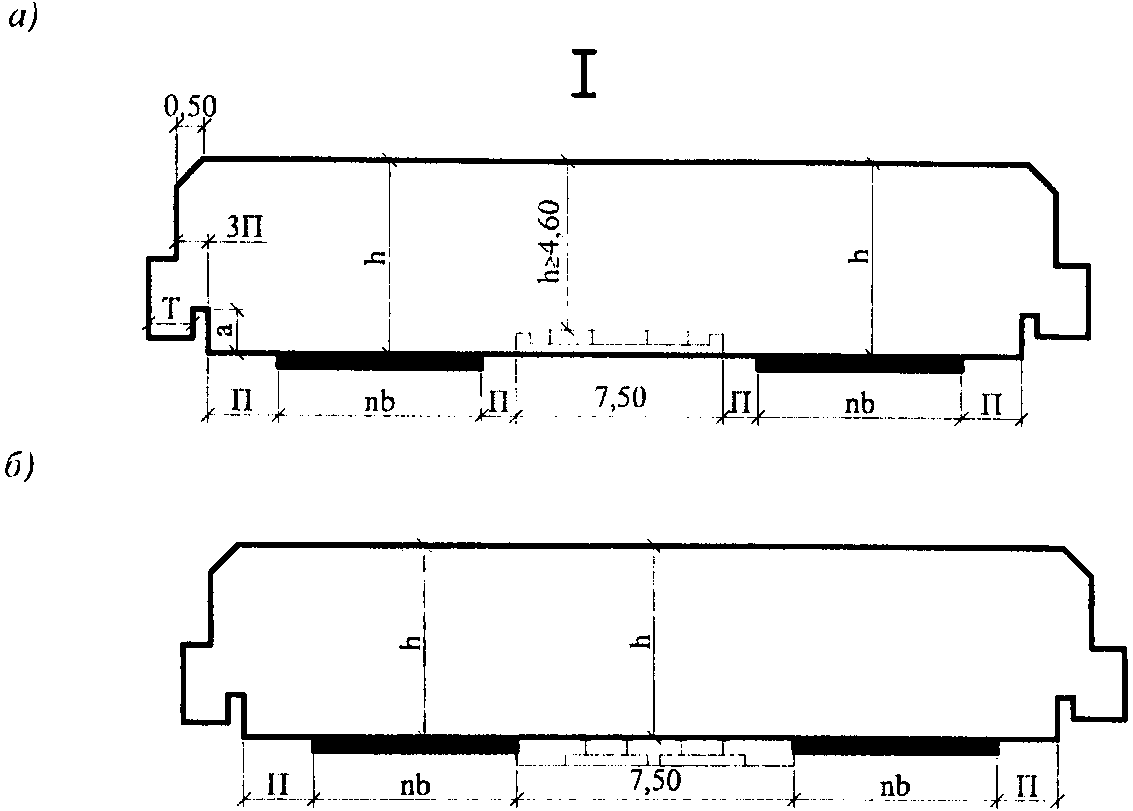 а)
I
0,50
3П
h
h≥4,60
h
Т
a
П nb П 7,50 П nb П
б)
h
h
П nb 7,50 nb П